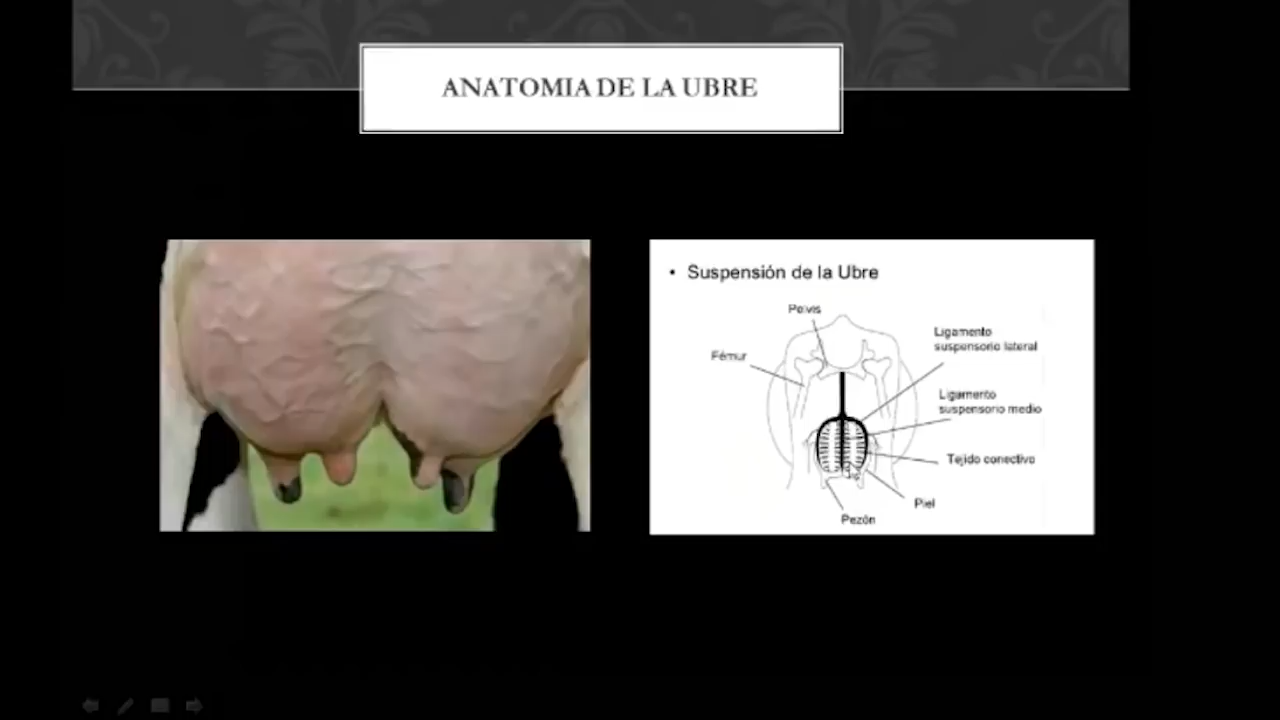 ANATOMIA DE LA UBRE
• Suspensión de la Ubre
Pelvis
Fémur
Ligamento
suspensorio lateral
Ligamento
suspensorio medio
Tejido conectivo
Piel
Pezón